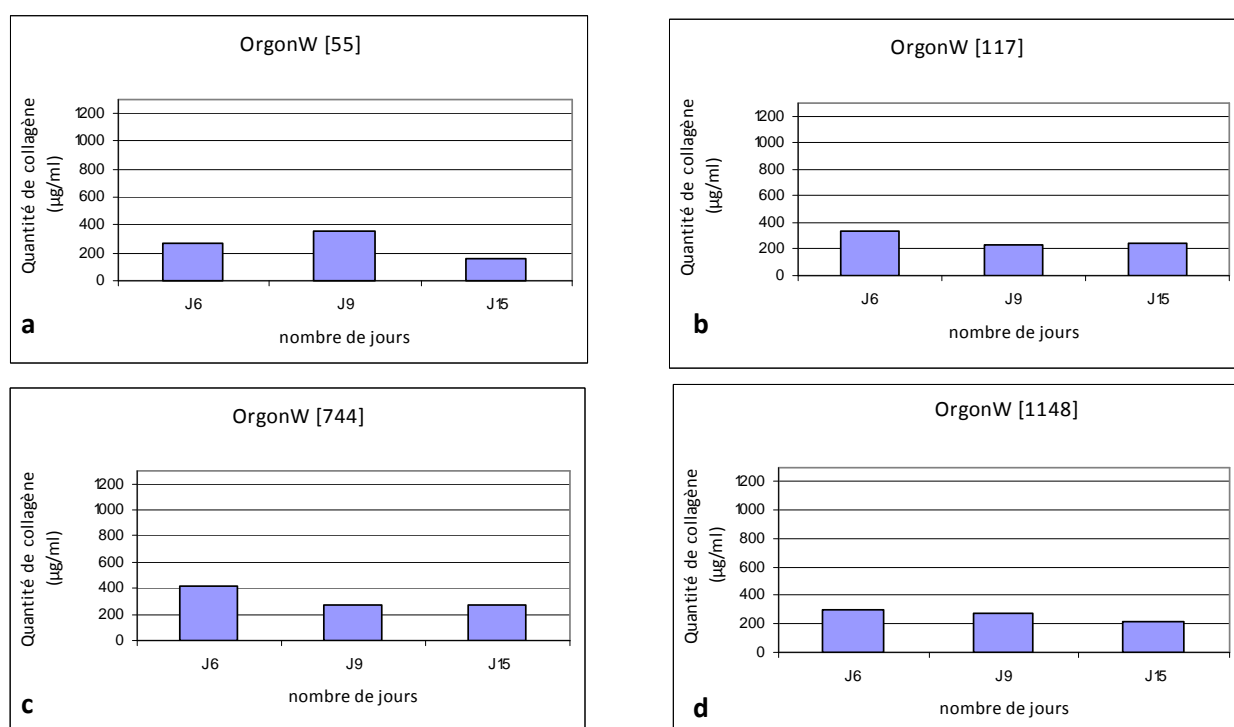 OrgonW [55]
Quantité de collagène
(µg/ml)
1200
1000
800
600
400
200
0
J6 J9 J15
nombre de jours
a
OrgonW [117]
Quantité de collagène
(µg/ml)
1200
1000
800
600
400
200
0
J6 J9 J15
nombre de jours
b
OrgonW [744]
Quantité de collagène
(µg/ml)
1200
1000
800
600
400
200
0
J6 J9 J15
nombre de jours
c
OrgonW [1148]
Quantité de collagène
(µg/ml)
1200
1000
800
600
400
200
0
J6 J9 J15
nombre de jours
d